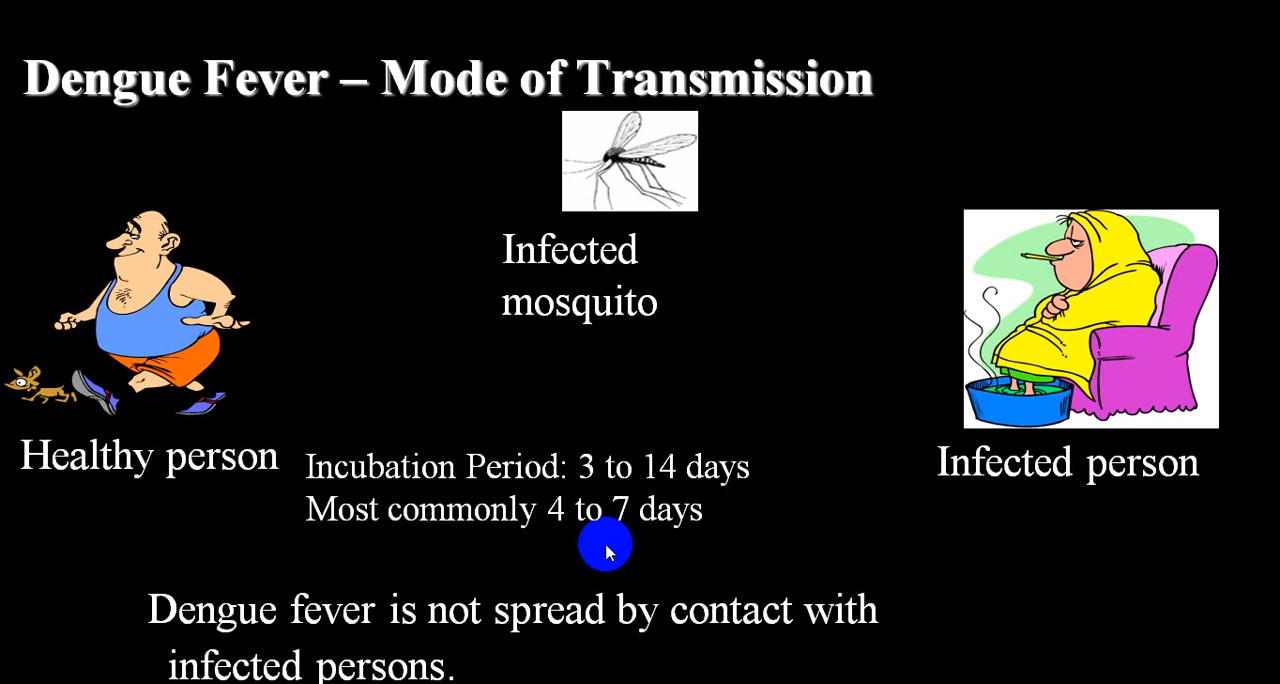 Dengue Fever – Mode of Transmission
Infected
mosquito
Healthy person
Infected person
Incubation Period: 3 to 14 days
Most commonly 4 to 7 days
Dengue fever is not spread by contact with
infected persons.